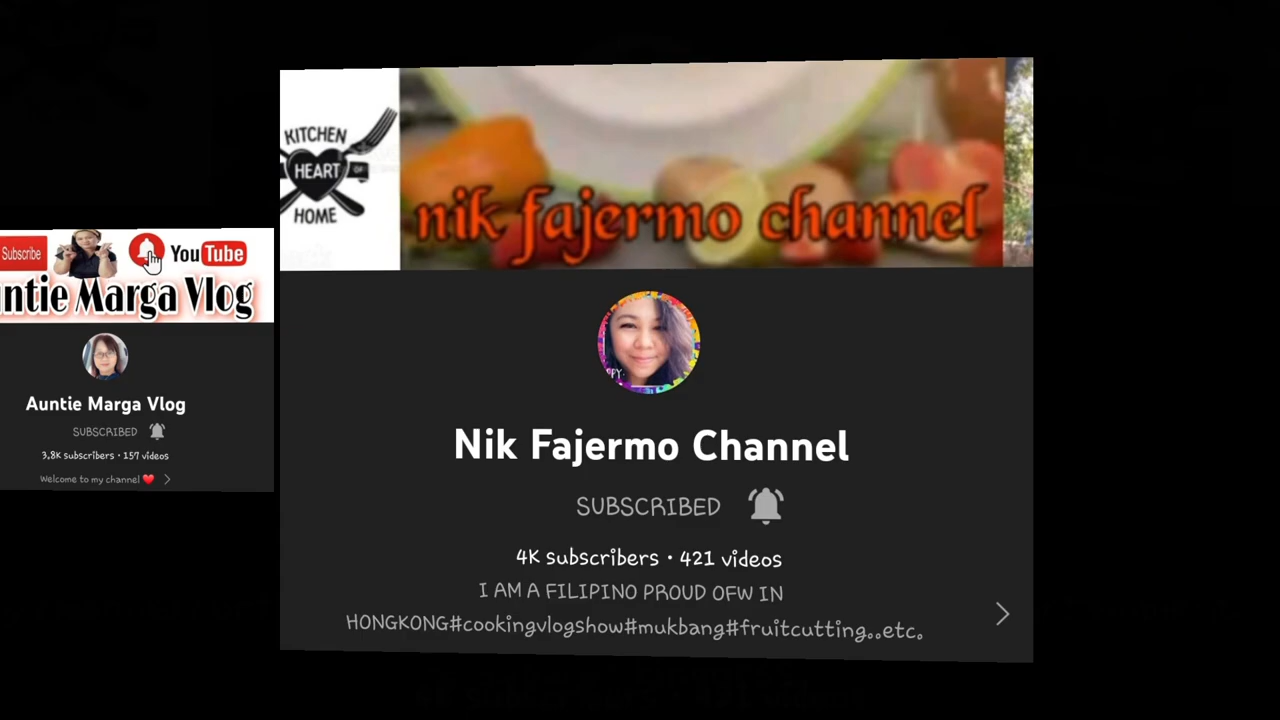 Subscribe
YouTube
untie Marga Vlog
Auntie Marga Vlog
SUBSCRIBED
3,8K subscribers • 157 videos
Welcome to my channel ❤️
KITCHEN
HEART OF
HOME
nik fajermo channel
Nik Fajermo Channel
SUBSCRIBED
4K subscribers • 421 videos
I AM A FILIPINO PROUD OFW IN
HONGKONG#cookingvlogshow#mukbang#fruitcutting..etc.